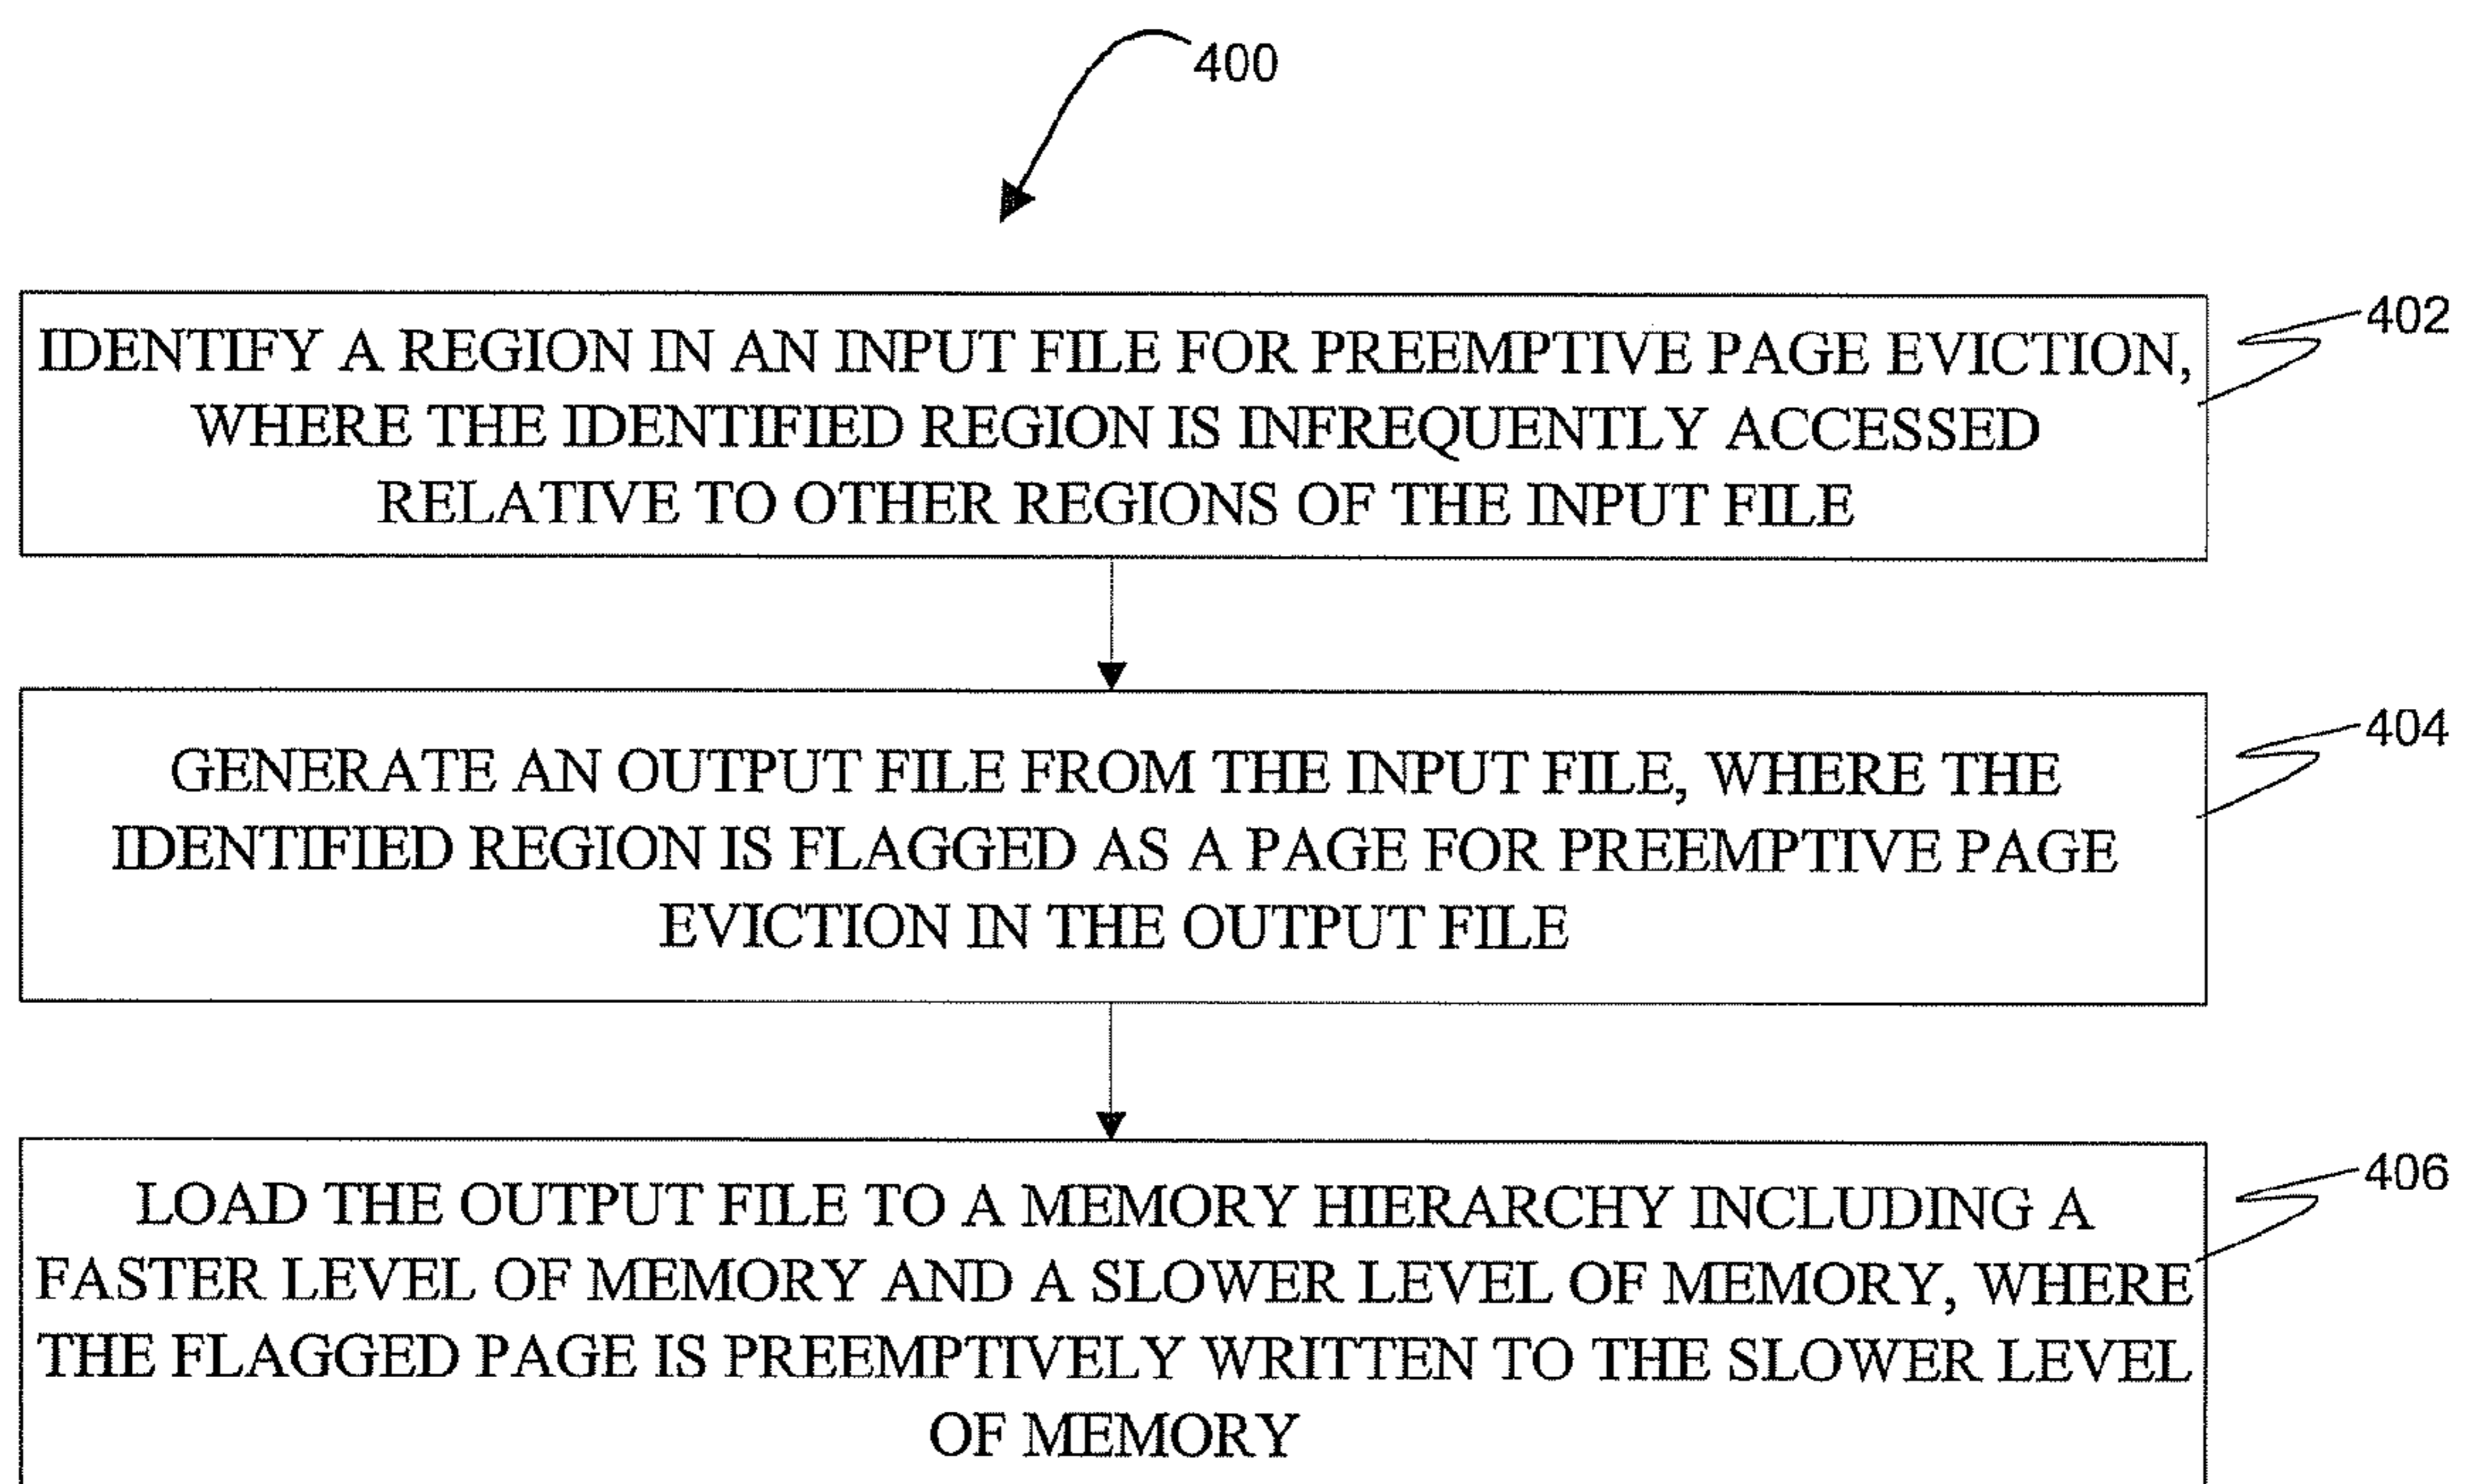 400
IDENTIFY A REGION IN AN INPUT FILE FOR PREEMPTIVE PAGE EVICTION,
WHERE THE IDENTIFIED REGION IS INFREQUENTLY ACCESSED
RELATIVE TO OTHER REGIONS OF THE INPUT FILE
402
GENERATE AN OUTPUT FILE FROM THE INPUT FILE, WHERE THE
IDENTIFIED REGION IS FLAGGED AS A PAGE FOR PREEMPTIVE PAGE
EVICTION IN THE OUTPUT FILE
404
LOAD THE OUTPUT FILE TO A MEMORY HIERARCHY INCLUDING A
FASTER LEVEL OF MEMORY AND A SLOWER LEVEL OF MEMORY, WHERE
THE FLAGGED PAGE IS PREEMPTIVELY WRITTEN TO THE SLOWER LEVEL
OF MEMORY
406